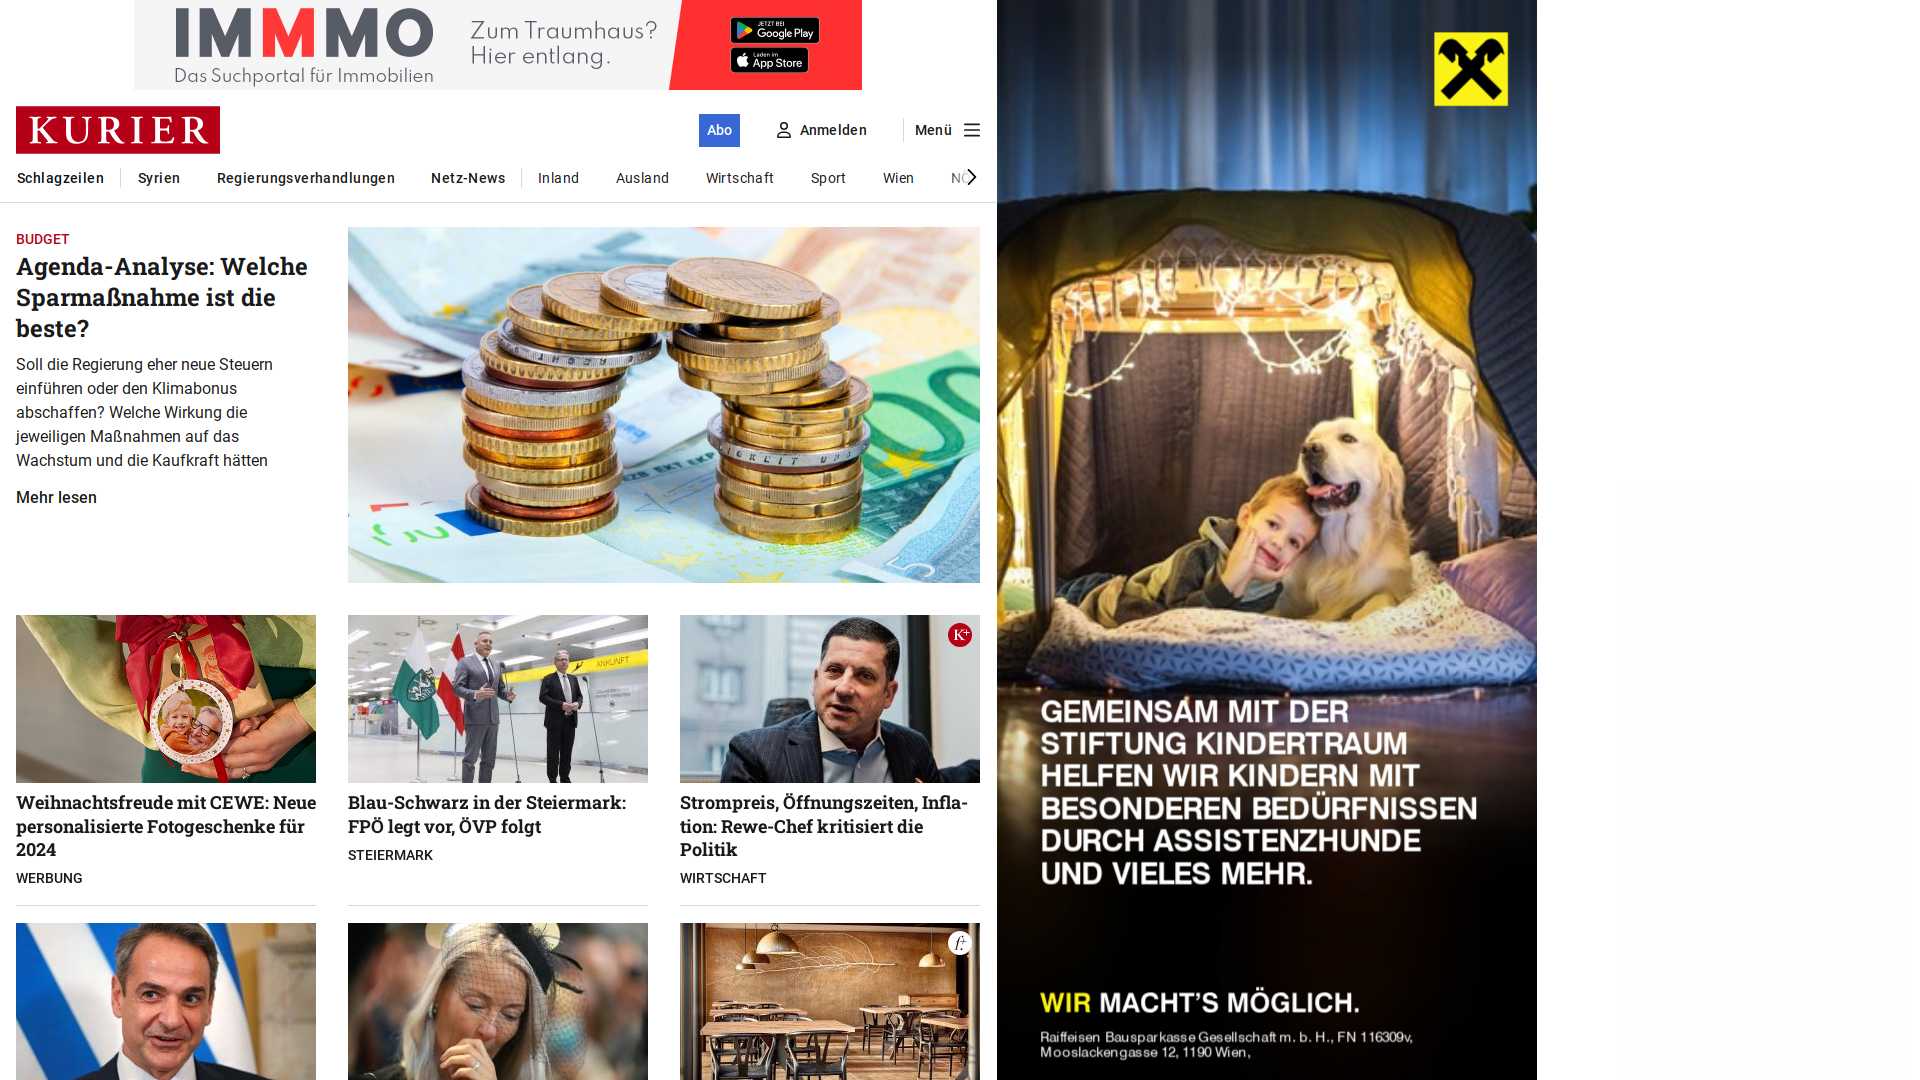 IMMMO
Das Suchportal für Immobilien
Zum Traumhaus?
Hier entlang.
JETZT BEI
Google Play
Laden im
App Store
KURIER
Abo
Anmelden
Menü
Schlagzeilen
Syrien
Regierungsverhandlungen
Netz-News
Inland
Ausland
Wirtschaft
Sport
Wien
NÖ
BUDGET
Agenda-Analyse: Welche
Sparmaßnahme ist die
beste?
Soll die Regierung eher neue Steuern
einführen oder den Klimabonus
abschaffen? Welche Wirkung die
jeweiligen Maßnahmen auf das
Wachstum und die Kaufkraft hätten
Mehr lesen
ANKUNFT
K+
Weihnachtsfreude mit CEWE: Neue
personalisierte Fotogeschenke für
2024
WERBUNG
Blau-Schwarz in der Steiermark:
FPÖ legt vor, ÖVP folgt
STEIERMARK
Strompreis, Öffnungszeiten, Infla-
tion: Rewe-Chef kritisiert die
Politik
WIRTSCHAFT
f+
GEMEINSAM MIT DER
STIFTUNG KINDERTRAUM
HELFEN WIR KINDERN MIT
BESONDEREN BEDÜRFNISSEN
DURCH ASSISTENZHUNDE
UND VIELES MEHR.
WIR MACHT'S MÖGLICH.
Raiffeisen Bausparkasse Gesellschaft m. b. H., FN 116309v,
Mooslackengasse 12, 1190 Wien,